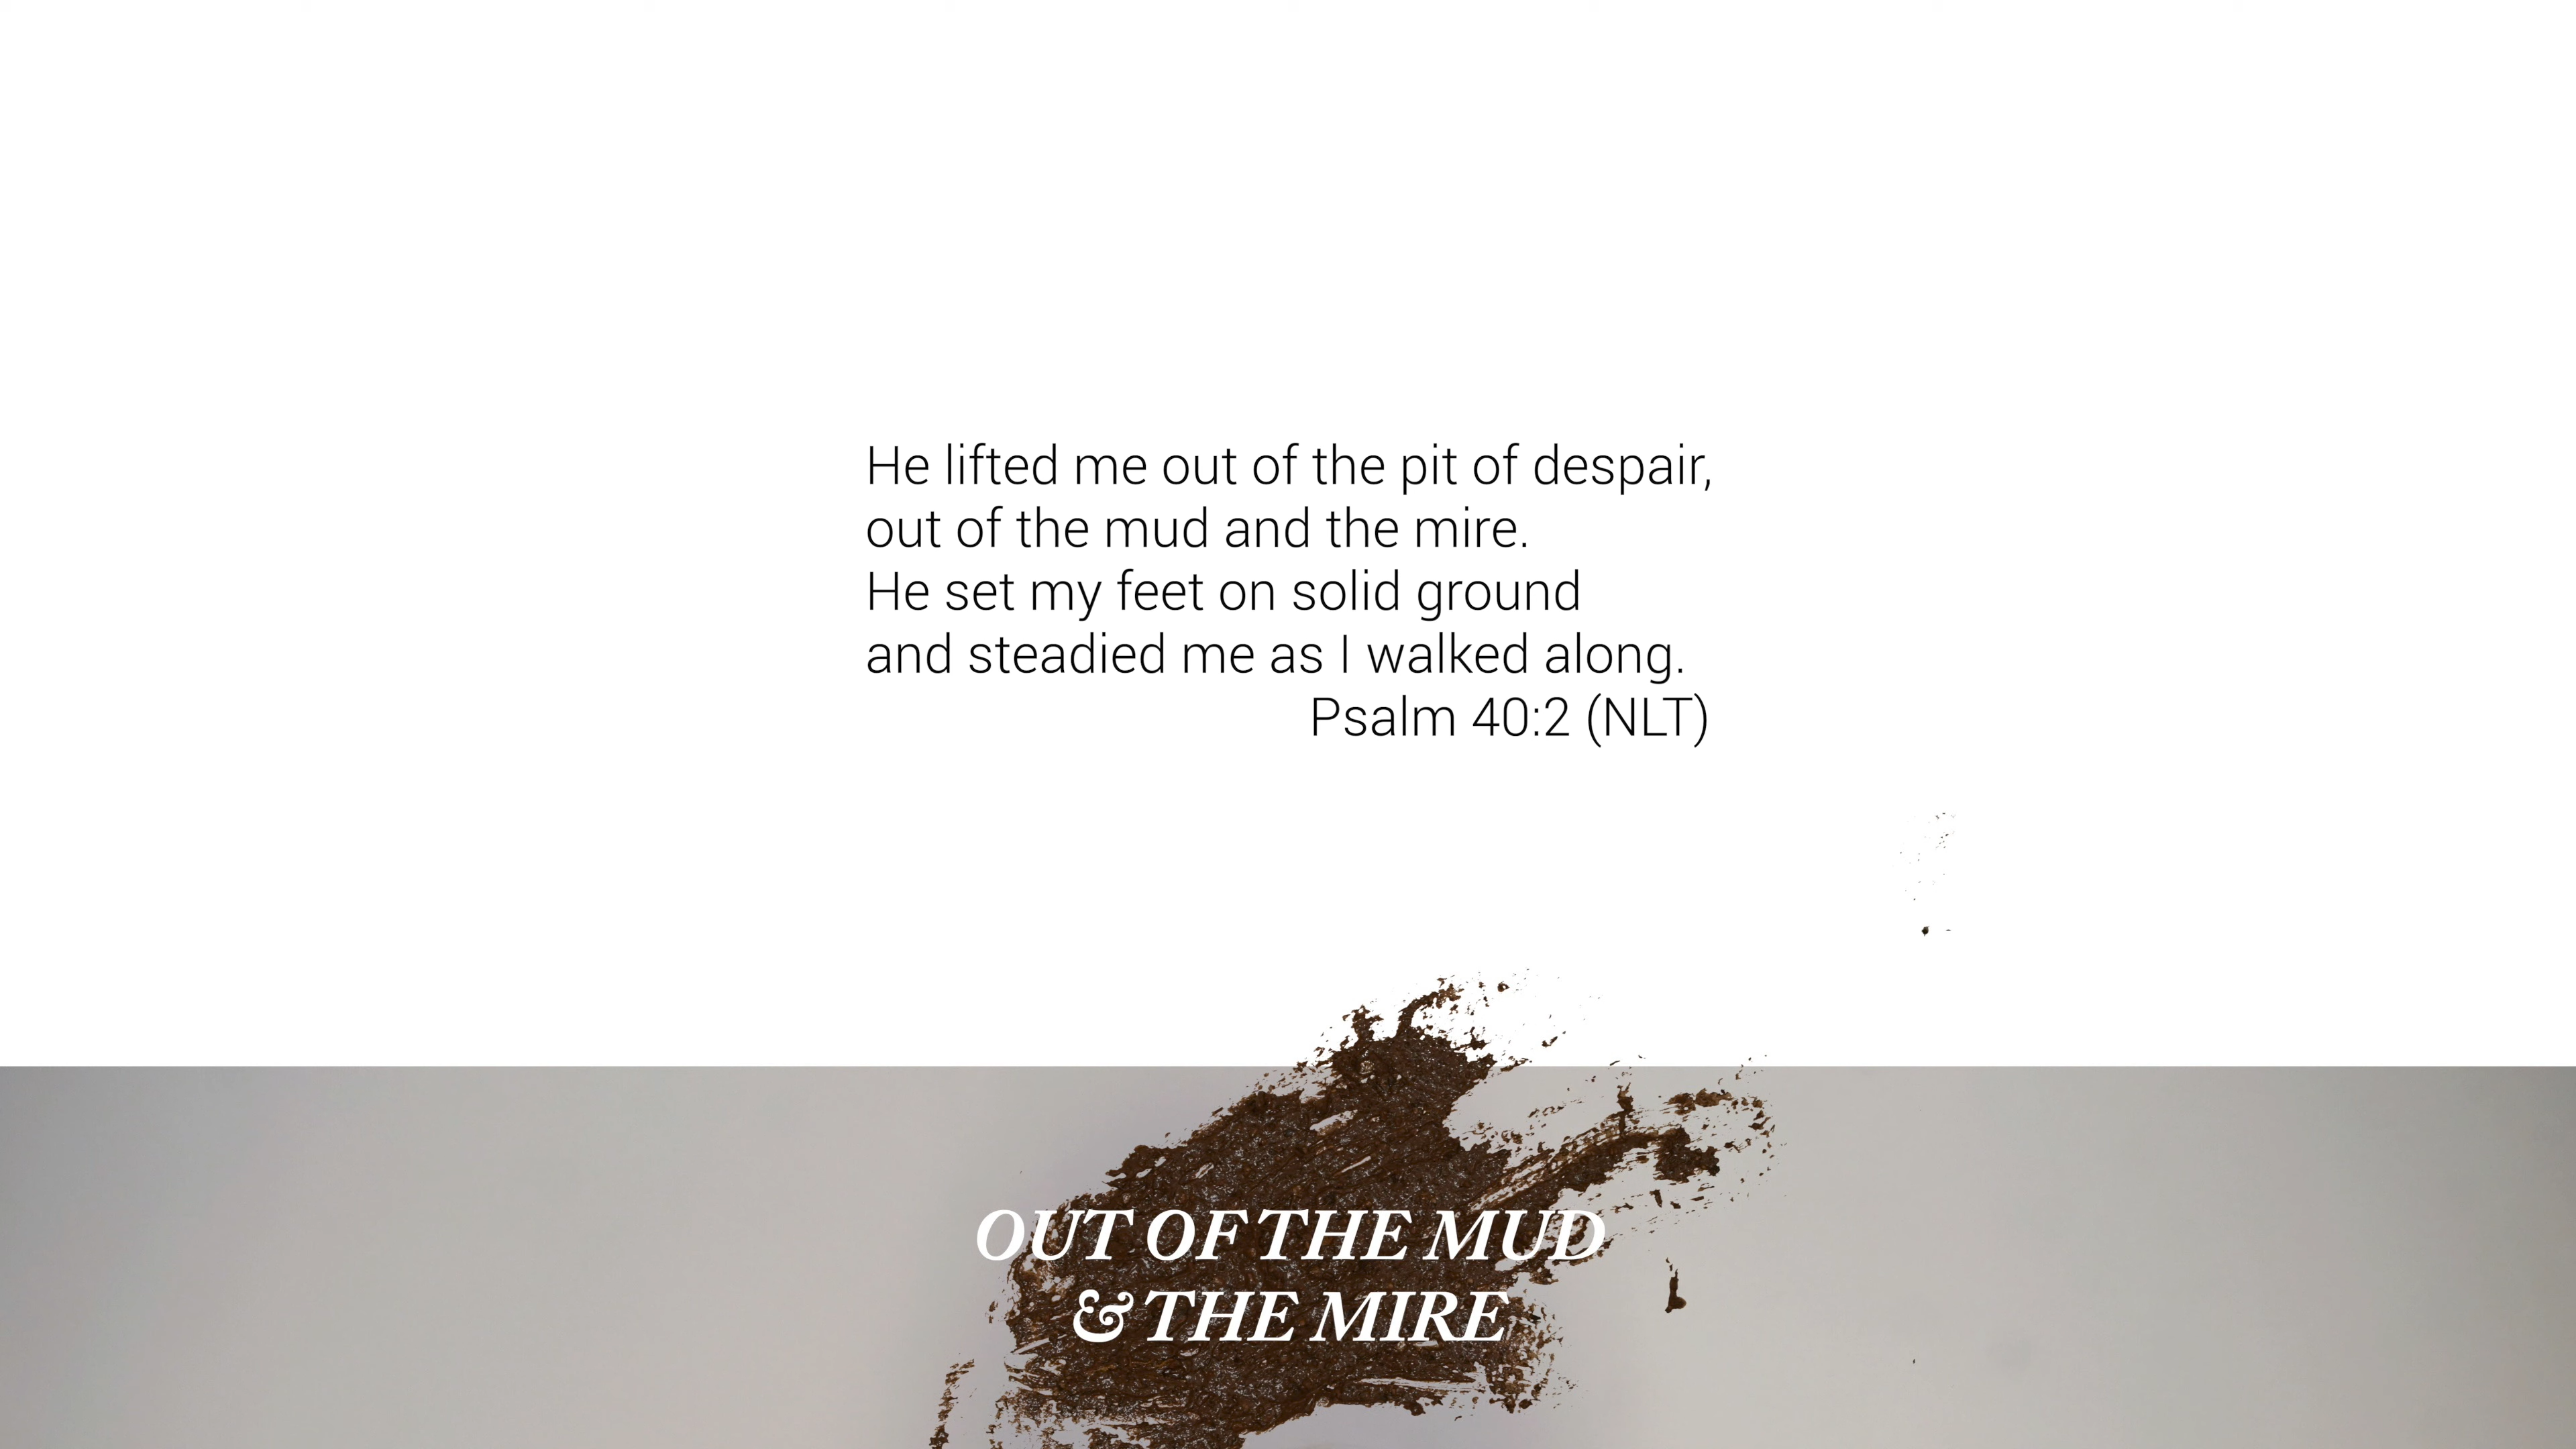 He lifted me out of the pit of despair,
out of the mud and the mire.
He set my feet on solid ground
and steadied me as I walked along.
Psalm 40:2 (NLT)
OUT OF THE MUD
& THE MIRE